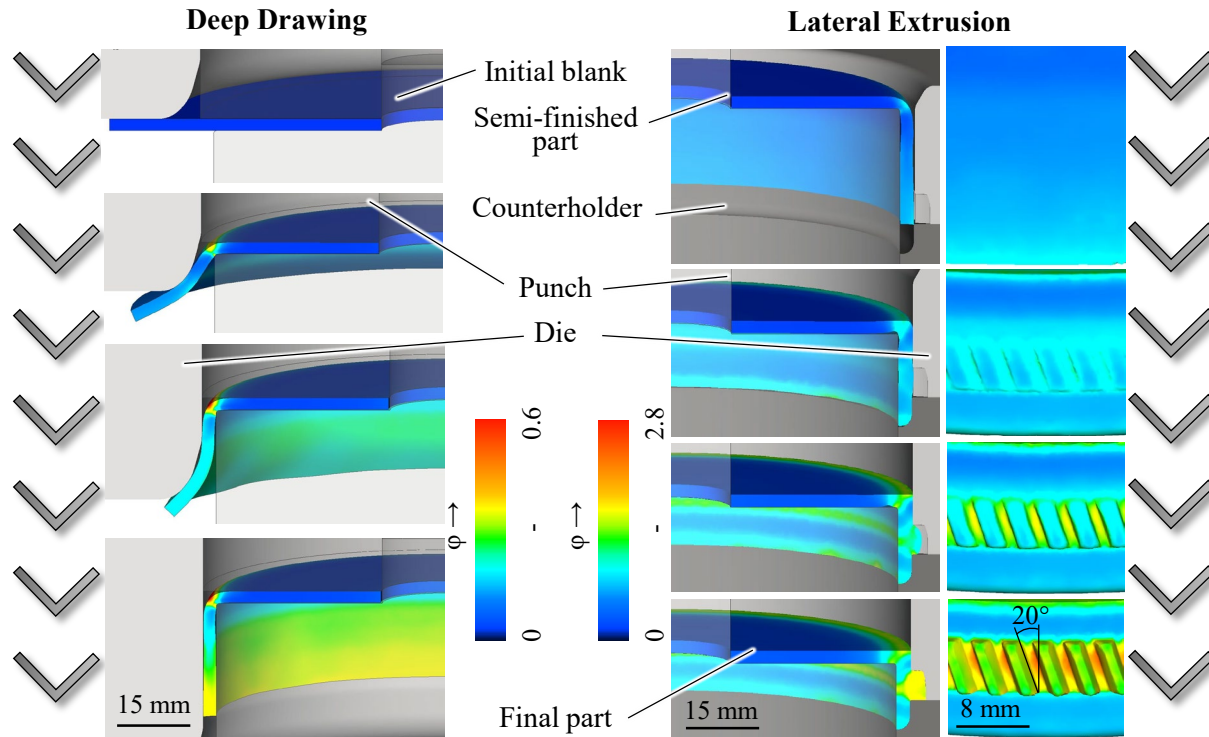 Deep Drawing
Lateral Extrusion
Initial blank
Semi-finished
part
Counterholder
Punch
Die
φ → - 0 0.6
φ → - 0 2.8
Final part
20°
15 mm
15 mm
8 mm